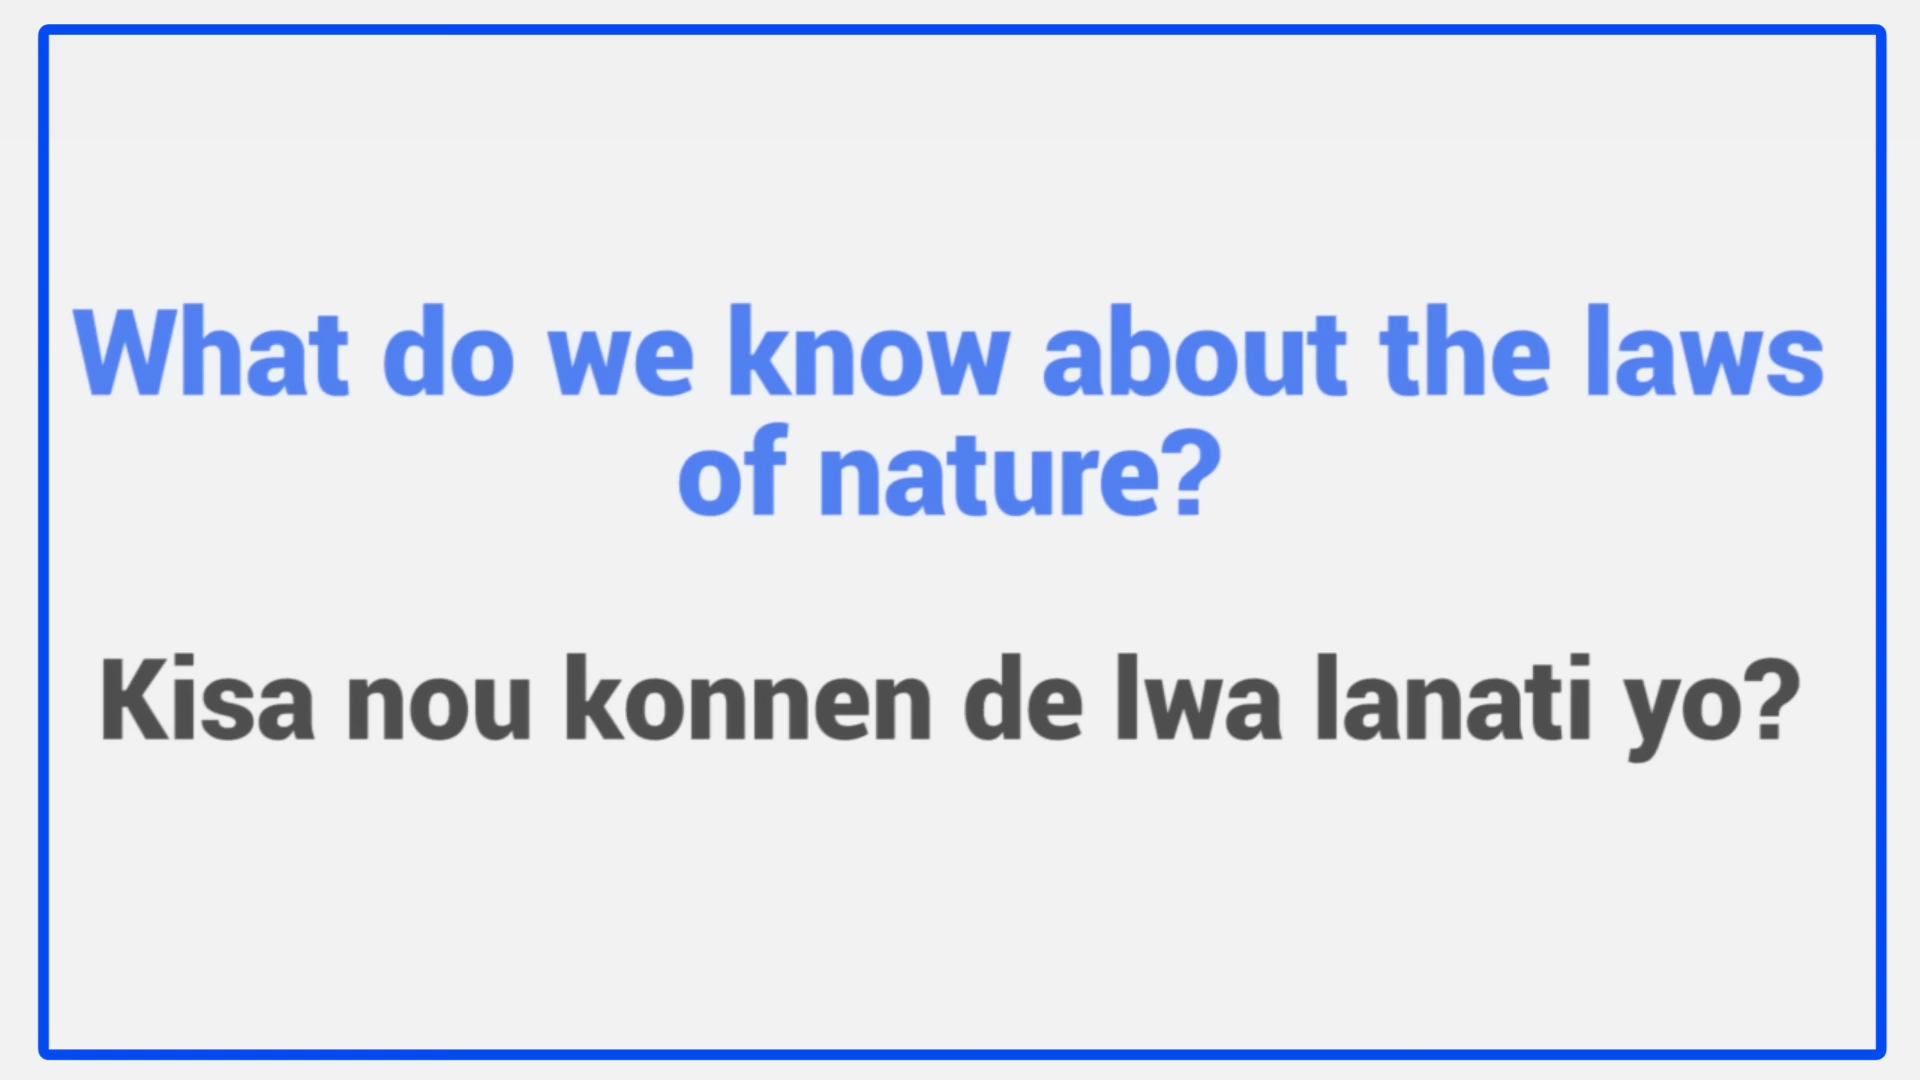 What do we know about the laws
of nature?
Kisa nou konnen de lwa lanati yo?